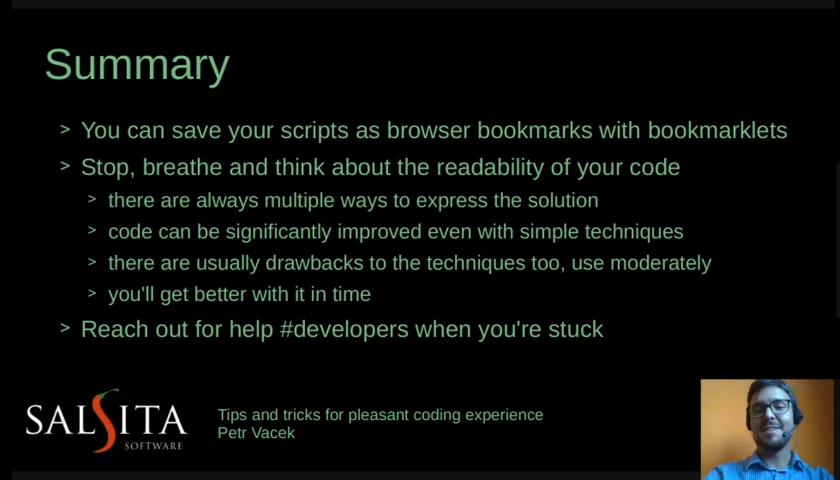 Summary
> You can save your scripts as browser bookmarks with bookmarklets
> Stop, breathe and think about the readability of your code
> there are always multiple ways to express the solution
> code can be significantly improved even with simple techniques
> there are usually drawbacks to the techniques too, use moderately
> you'll get better with it in time
> Reach out for help #developers when you're stuck
SALSITA
SOFTWARE
Tips and tricks for pleasant coding experience
Petr Vacek